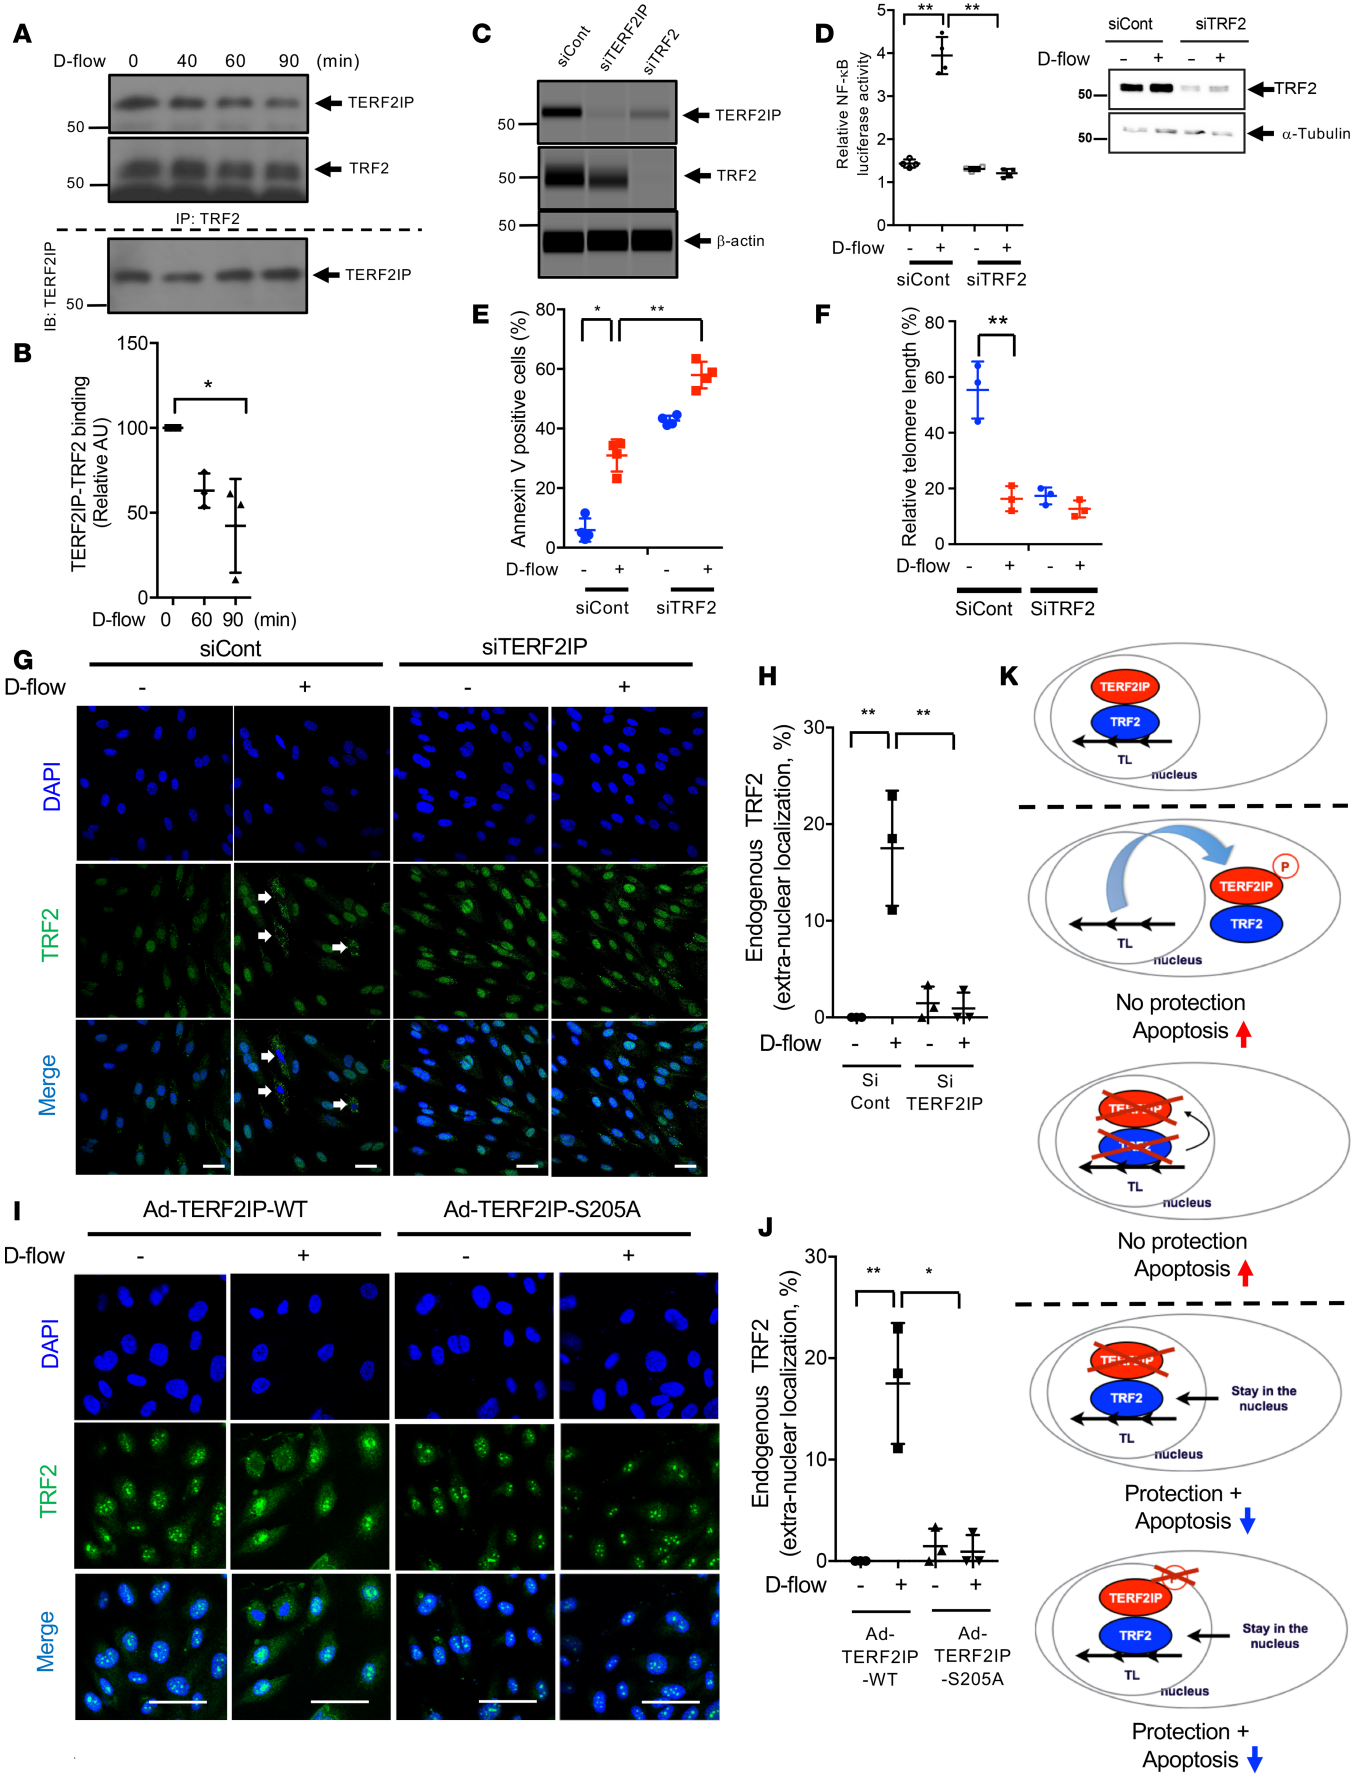 A
D-flow 0 40 60 90 (min)
TERF2IP
50
TRF2
50
IP: TRF2
IB: TERF2IP
TERF2IP
50
B
TERF2IP-TRF2 binding
(Relative AU)
150
100
50
0
*
D-flow 0 60 90 (min)
C
siCont siTERF2IP siTRF2
50
TERF2IP
50
TRF2
50
β-actin
D
Relative NF-κB
luciferase activity
5
4
3
2
1
0
** **
D-flow - + - +
siCont siTRF2
siCont siTRF2
D-flow - + - +
50 TRF2
50 α-Tubulin
E
Annexin V positive cells (%)
80
60
40
20
0
* **
D-flow - + - +
siCont siTRF2
F
Relative telomere length (%)
80
60
40
20
0
**
D-flow - + - +
SiCont SiTRF2
G
siCont siTERF2IP
D-flow - + - +
DAPI
TRF2
Merge
H
Endogenous TRF2
(extra-nuclear localization, %)
30
20
10
0
** **
D-flow - + - +
Si Si
Cont TERF2IP
I
Ad-TERF2IP-WT Ad-TERF2IP-S205A
D-flow - + - +
DAPI
TRF2
Merge
J
Endogenous TRF2
(extra-nuclear localization, %)
30
20
10
0
** *
D-flow - + - +
Ad- Ad-
TERF2IP TERF2IP
-WT -S205A
K
TERF2IP
TRF2
TL
nucleus
P
TERF2IP
TRF2
TL
nucleus
No protection
Apoptosis
TERF2IP
TRF2
TL
nucleus
No protection
Apoptosis
TERF2IP
TRF2
Stay in the
nucleus
TL
nucleus
Protection +
Apoptosis
TERF2IP
TRF2
Stay in the
nucleus
TL
nucleus
Protection +
Apoptosis